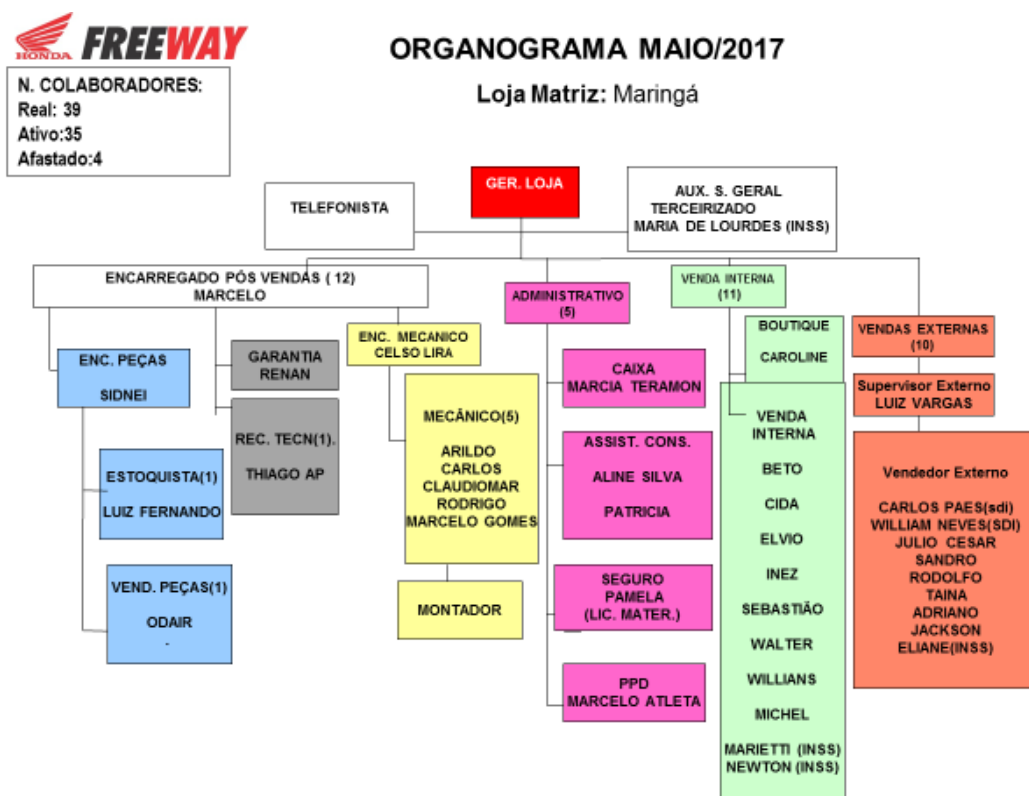 HONDA FREEWAY
ORGANOGRAMA MAIO/2017
Loja Matriz: Maringá
N. COLABORADORES:
Real: 39
Ativo:35
Afastado:4
GER. LOJA
TELEFONISTA
AUX. S. GERAL
TERCEIRIZADO
MARIA DE LOURDES (INSS)
ENCARREGADO PÓS VENDAS ( 12)
MARCELO
ADMINISTRATIVO
(5)
VENDA INTERNA
(11)
VENDAS EXTERNAS
(10)
ENC. PEÇAS
SIDNEI
ESTOQUISTA(1)
LUIZ FERNANDO
VEND. PEÇAS(1)
ODAIR
-
GARANTIA
RENAN
REC. TECN(1).
THIAGO AP
ENC. MECANICO
CELSO LIRA
MECÂNICO(5)
ARILDO
CARLOS
CLAUDIOMAR
RODRIGO
MARCELO GOMES
MONTADOR
CAIXA
MARCIA TERAMON
ASSIST. CONS.
ALINE SILVA
PATRICIA
SEGURO
PAMELA
(LIC. MATER.)
PPD
MARCELO ATLETA
BOUTIQUE
CAROLINE
VENDA
INTERNA
BETO
CIDA
ELVIO
INEZ
SEBASTIÃO
WALTER
WILLIANS
MICHEL
MARIETTI (INSS)
NEWTON (INSS)
Supervisor Externo
LUIZ VARGAS
Vendedor Externo
CARLOS PAES(sdi)
WILLIAM NEVES(SDI)
JULIO CESAR
SANDRO
RODOLFO
TAINA
ADRIANO
JACKSON
ELIANE(INSS)